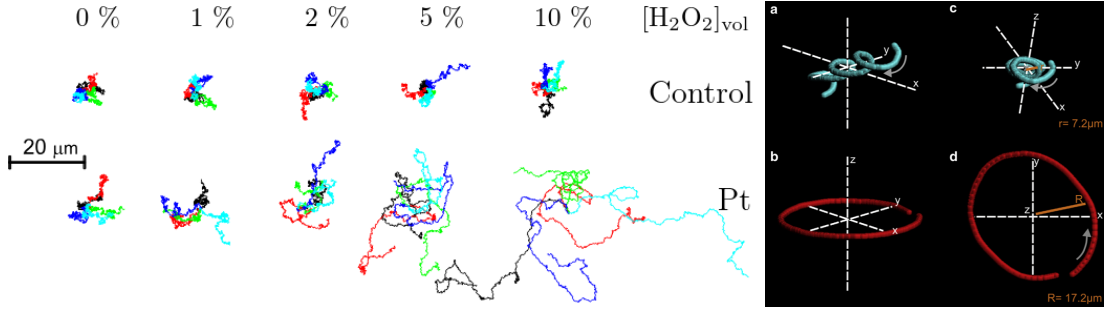 0 % 1 % 2 % 5 % 10 % [H₂O₂]vol
Control
20 μm
Pt
a
y
x
c
z
y
x
r= 7.2μm
b
z
y
x
d
y
R
z
x
R= 17.2μm